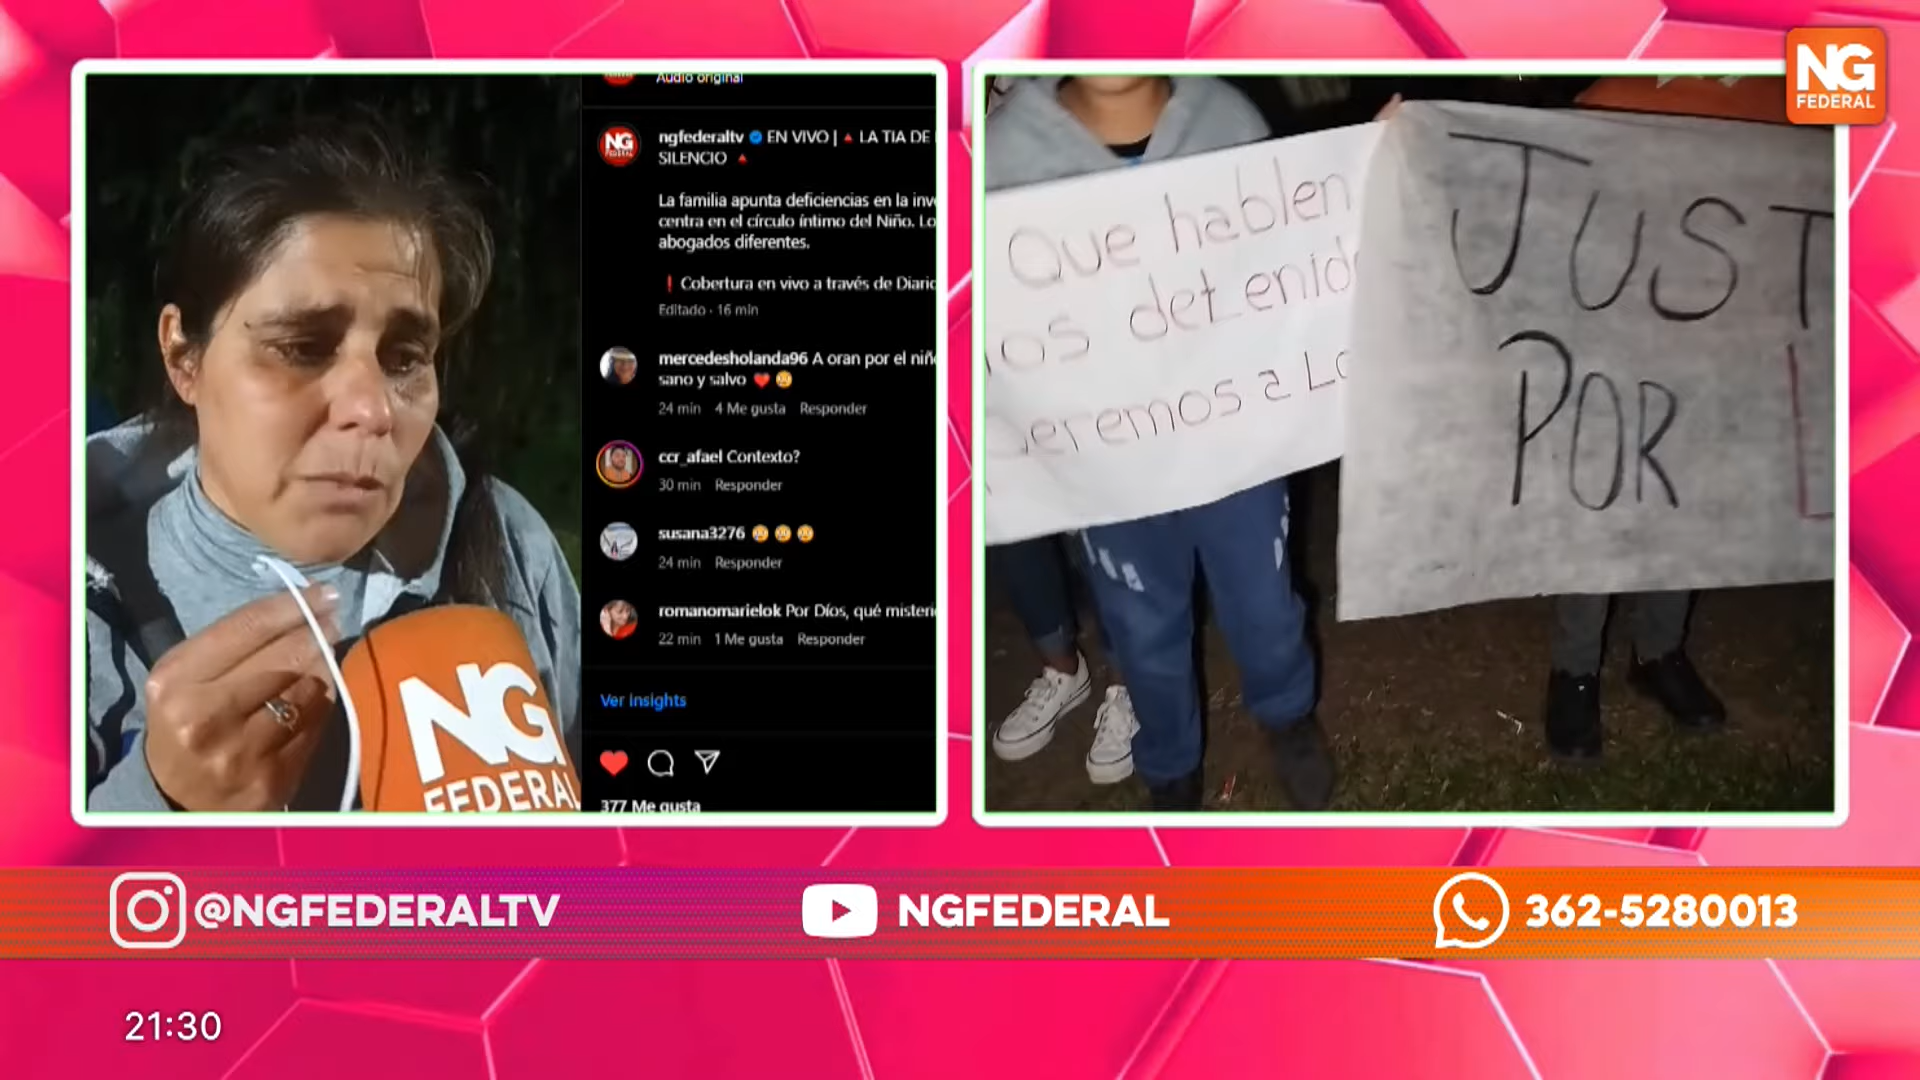 NG
FEDERAL
Audio original
ngfederaltv EN VIVO | 🔺 LA TIA DE
SILENCIO 🔺
La familia apunta deficiencias en la inv
centra en el círculo íntimo del Niño. Lo
abogados diferentes.
❗ Cobertura en vivo a través de Diario
Editado · 16 min
mercedesholanda96 A oran por el niñ
sano y salvo ❤️ 😳
24 min 4 Me gusta Responder
ccr_afael Contexto?
30 min Responder
susana3276 😳 😳 😳
24 min Responder
romanomarielok Por Díos, qué misteri
22 min 1 Me gusta Responder
Ver insights
377 Me gusta
NG
FEDERAL
Que hablen
los detenid
eremos a Lo
JUST
POR L
@NGFEDERALTV
NGFEDERAL
362-5280013
21:30